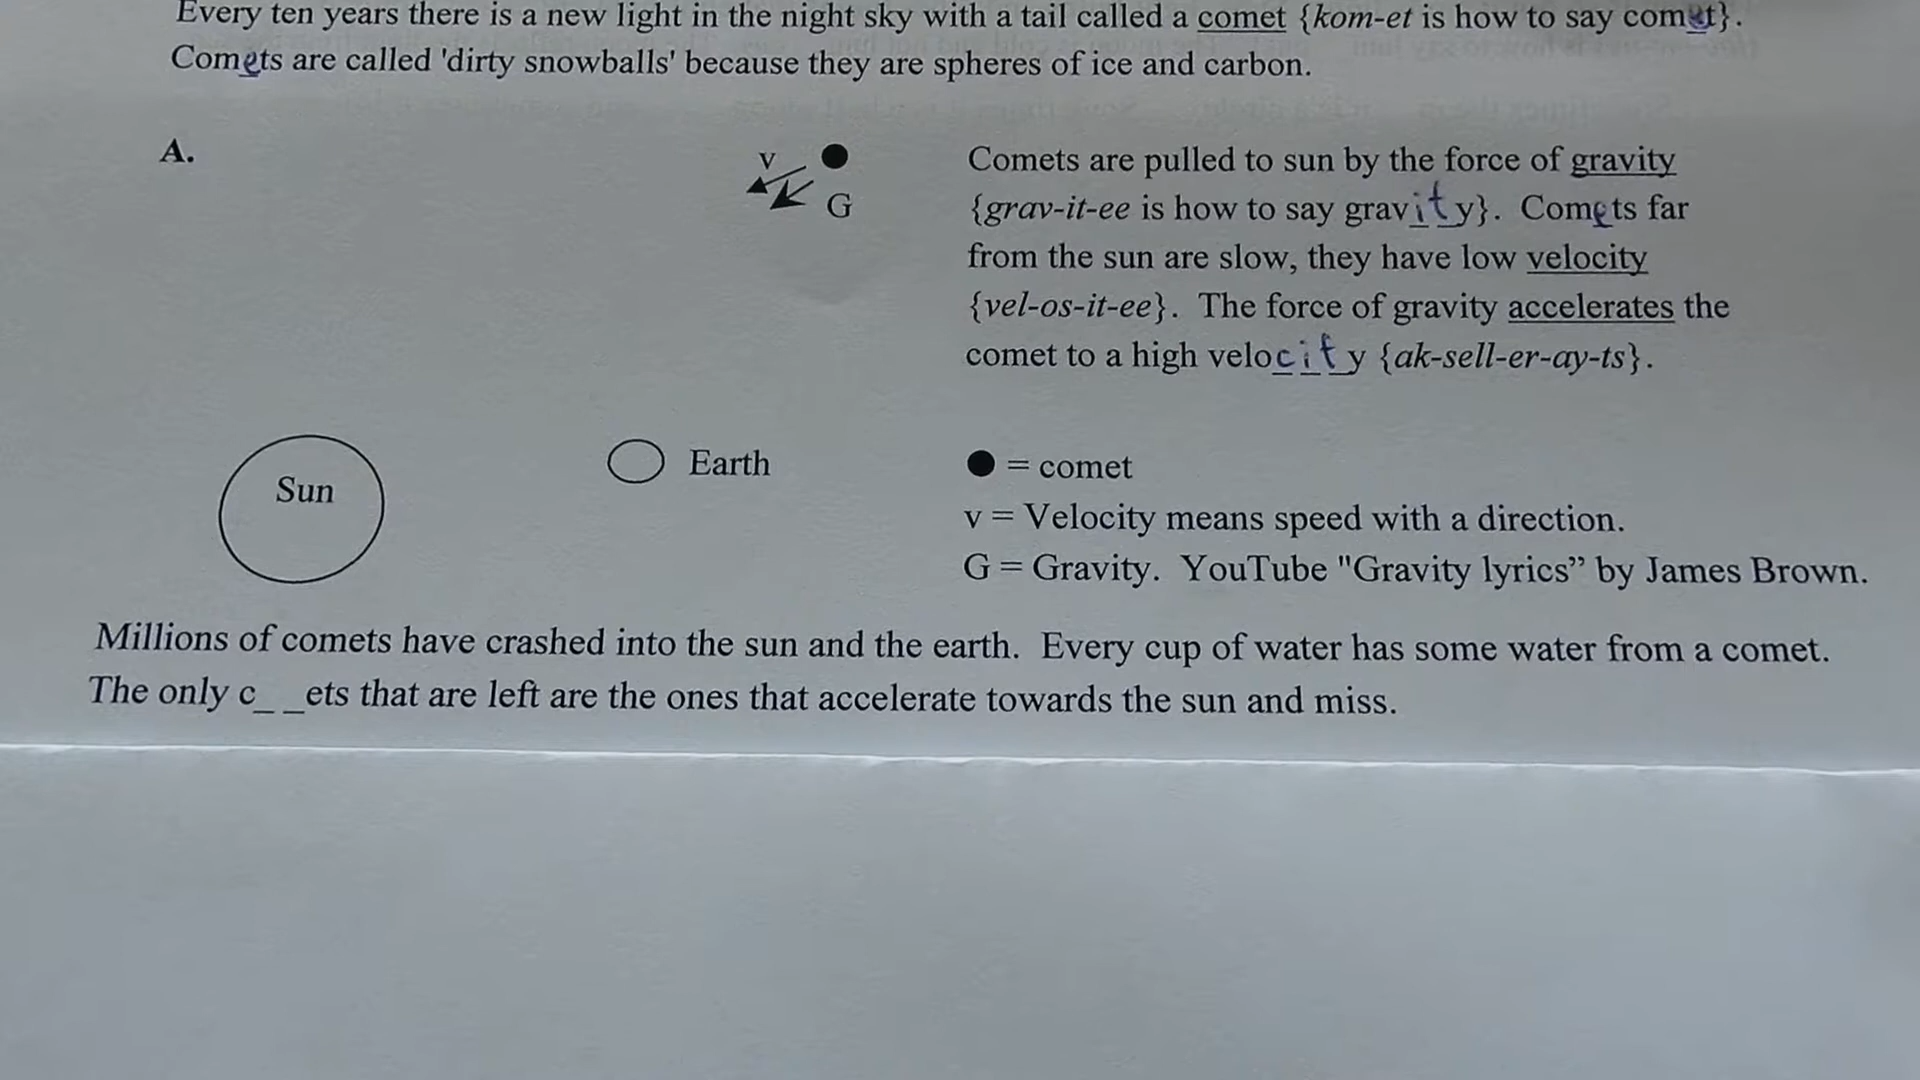 Every ten years there is a new light in the night sky with a tail called a comet {kom-et is how to say comet}.
Comets are called 'dirty snowballs' because they are spheres of ice and carbon.
A.
v
G
Comets are pulled to sun by the force of gravity
{grav-it-ee is how to say gravity}. Comets far
from the sun are slow, they have low velocity
{vel-os-it-ee}. The force of gravity accelerates the
comet to a high velocity {ak-sell-er-ay-ts}.
Sun
Earth
= comet
v = Velocity means speed with a direction.
G = Gravity. YouTube "Gravity lyrics” by James Brown.
Millions of comets have crashed into the sun and the earth. Every cup of water has some water from a comet.
The only c_ _ets that are left are the ones that accelerate towards the sun and miss.